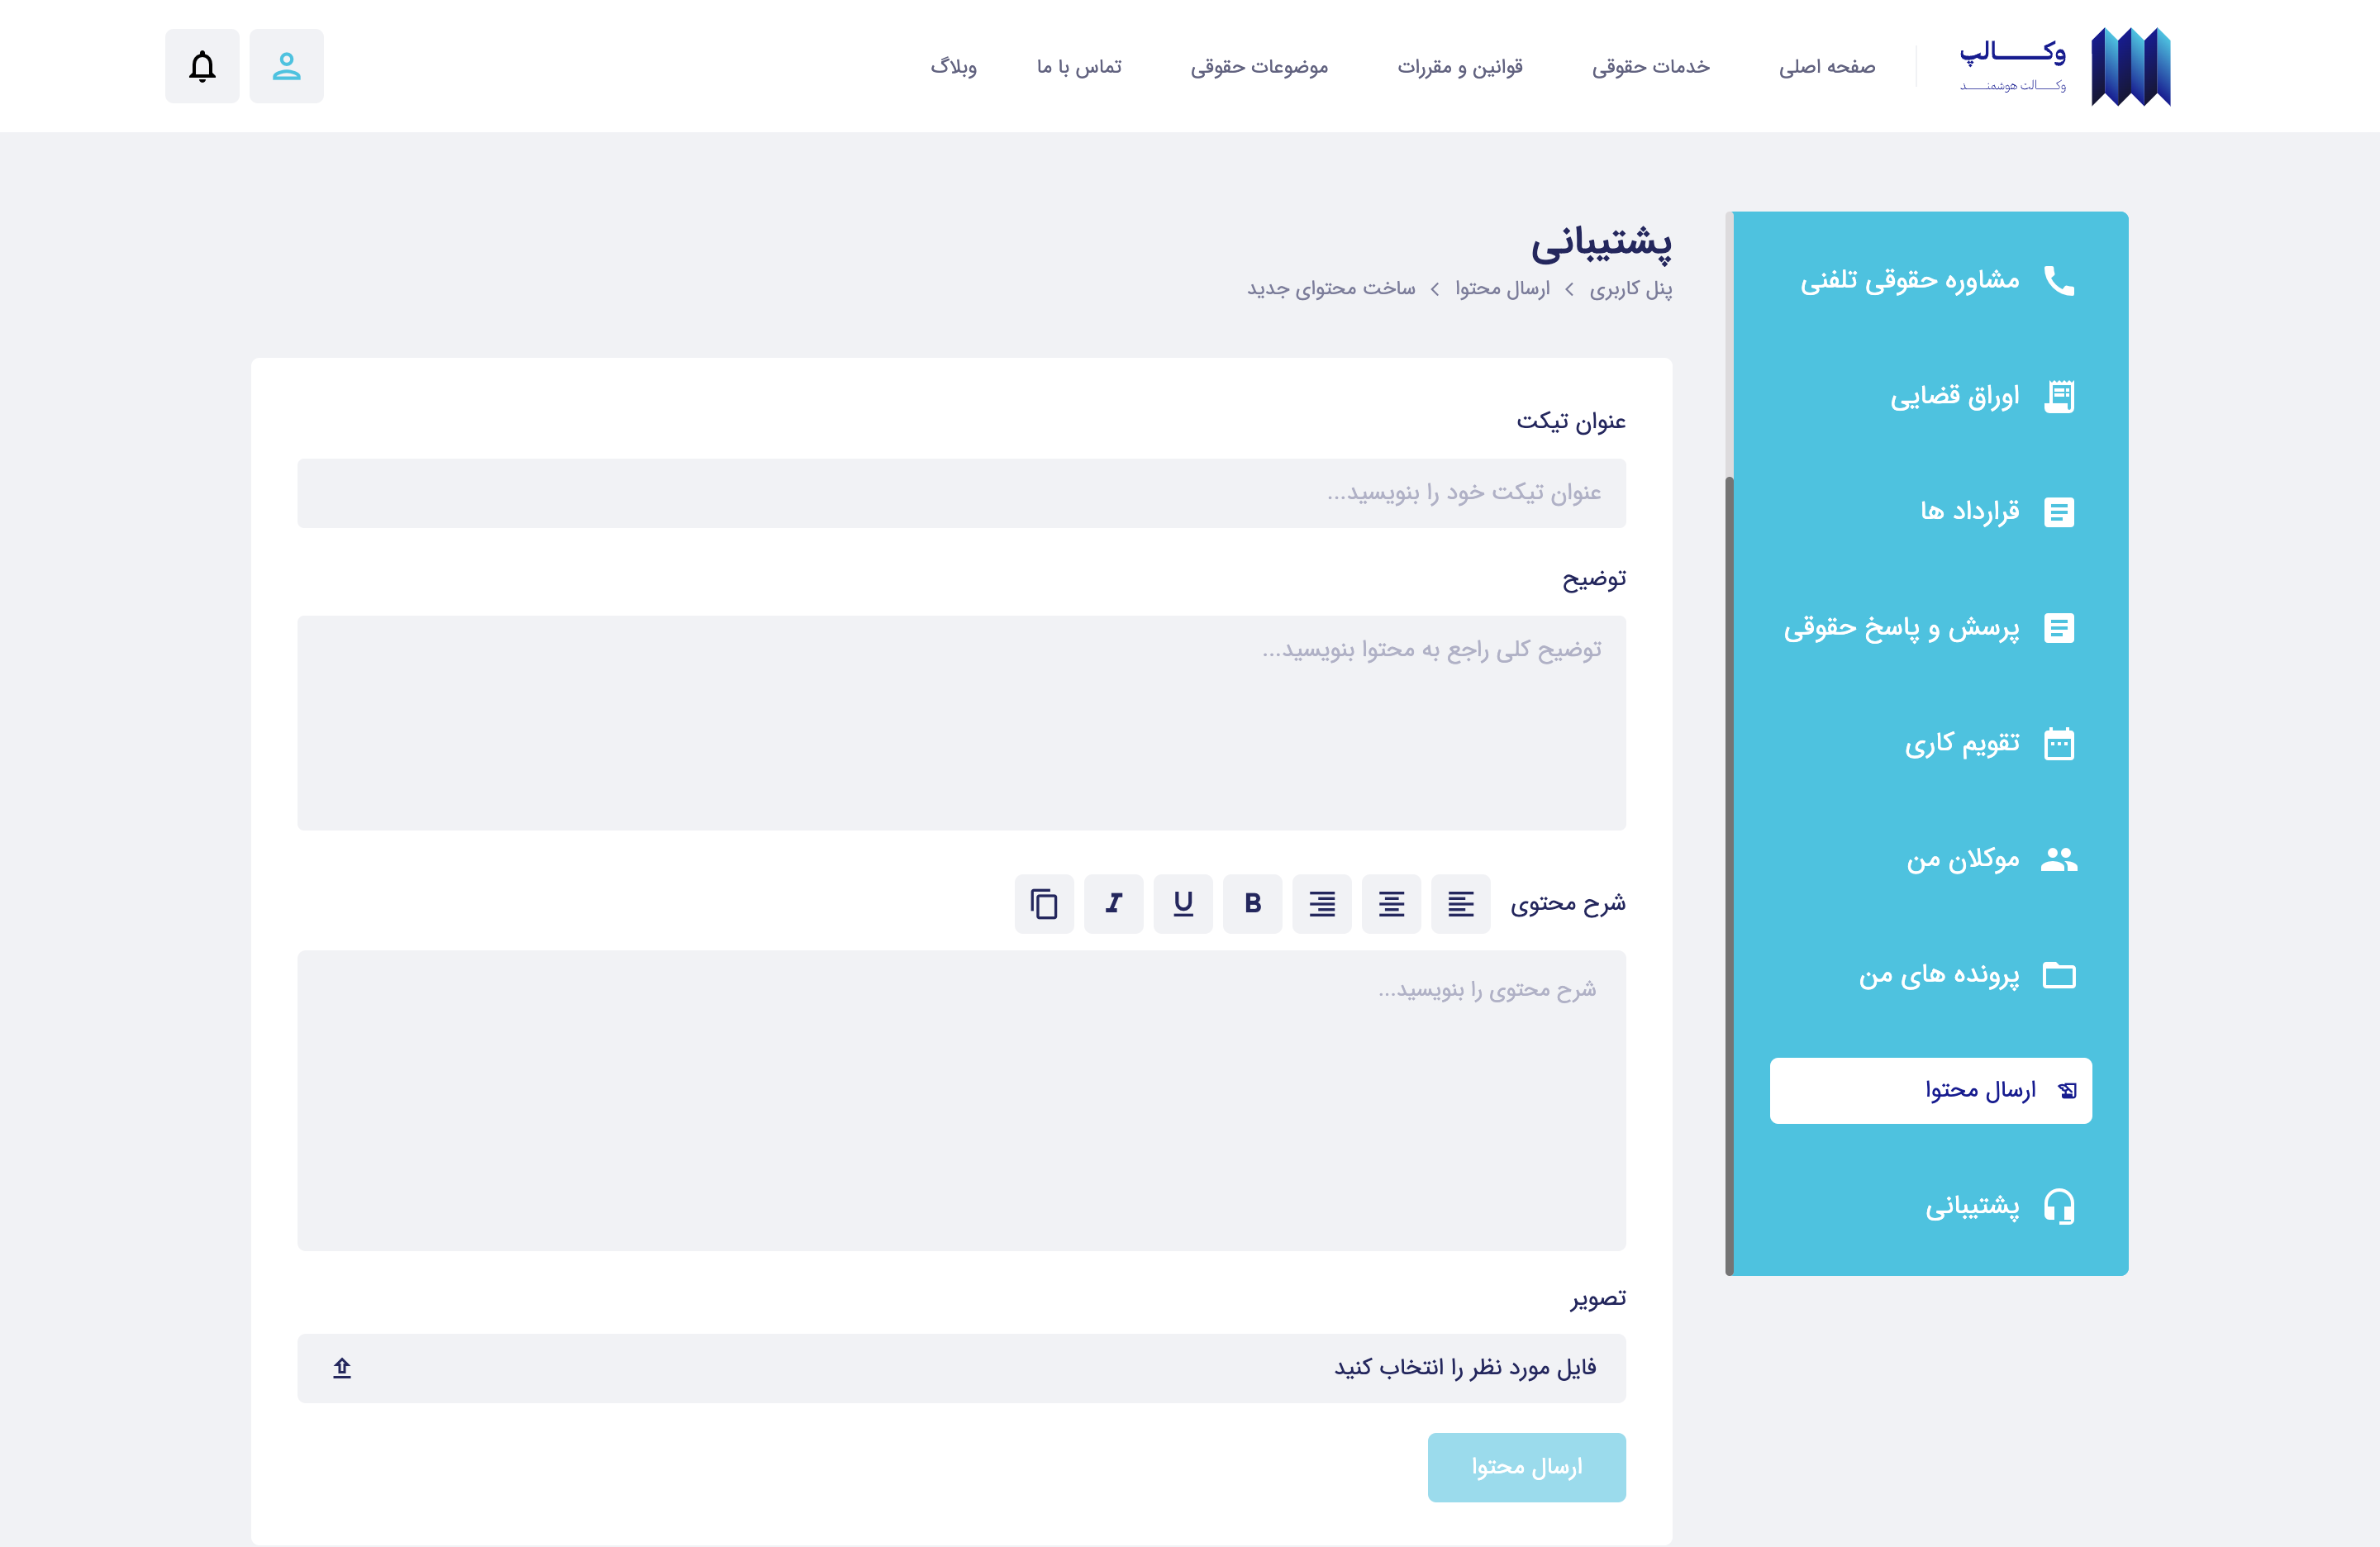 وکـــــالپ
وکـــــالت هوشمنـــــد
صفحه اصلی
خدمات حقوقی
قوانین و مقررات
موضوعات حقوقی
تماس با ما
وبلاگ
مشاوره حقوقی تلفنی
اوراق قضایی
قرارداد ها
پرسش و پاسخ حقوقی
تقویم کاری
موکلان من
پرونده های من
ارسال محتوا
پشتیبانی
پشتیبانی
پنل کاربری > ارسال محتوا > ساخت محتوای جدید
عنوان تیکت
عنوان تیکت خود را بنویسید...
توضیح
توضیح کلی راجع به محتوا بنویسید...
شرح محتوی
B U I
شرح محتوی را بنویسید...
تصویر
فایل مورد نظر را انتخاب کنید
ارسال محتوا